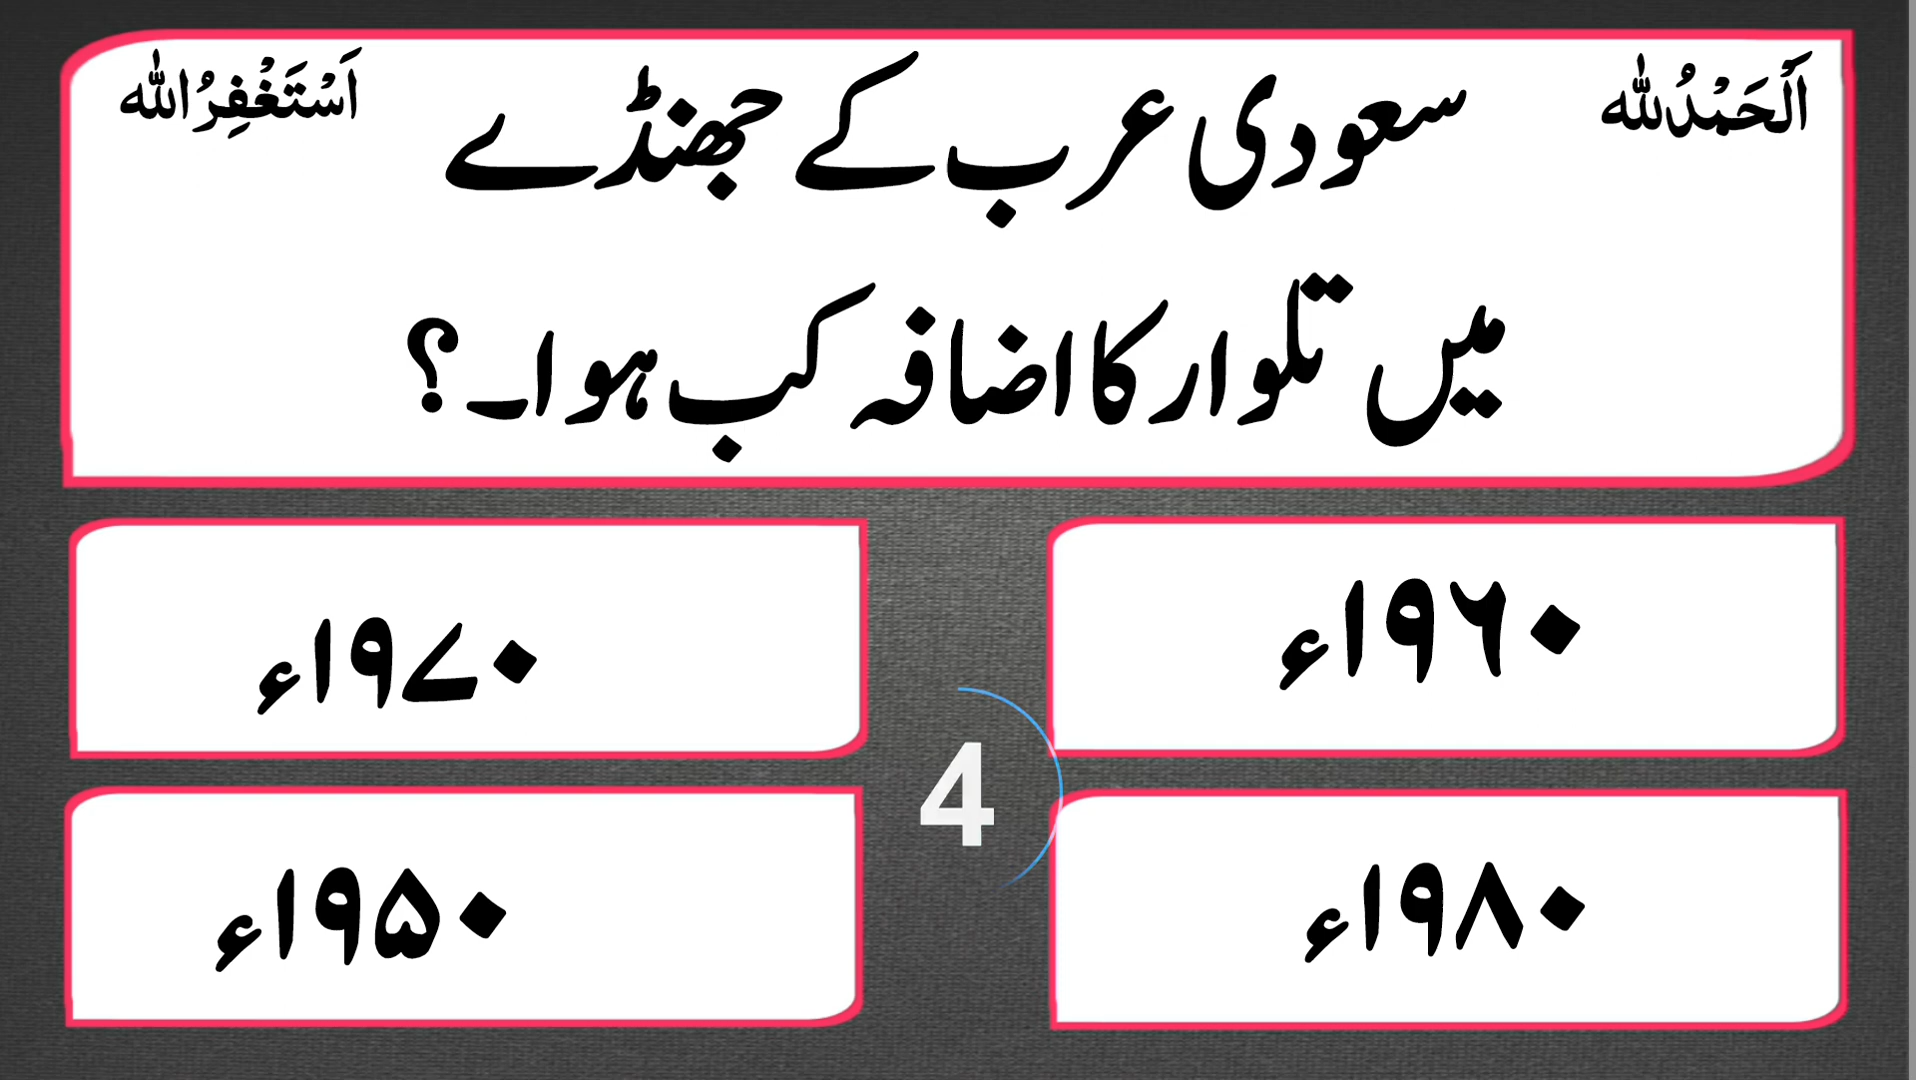 اَلْحَمْدُلِلّٰه
سعودی عرب کے جھنڈے
اَسْتَغْفِرُاللّٰه
میں تلوار کا اضافہ کب ہوا۔؟
۱۹۶۰ء
۱۹۷۰ء
4
۱۹۸۰ء
۱۹۵۰ء